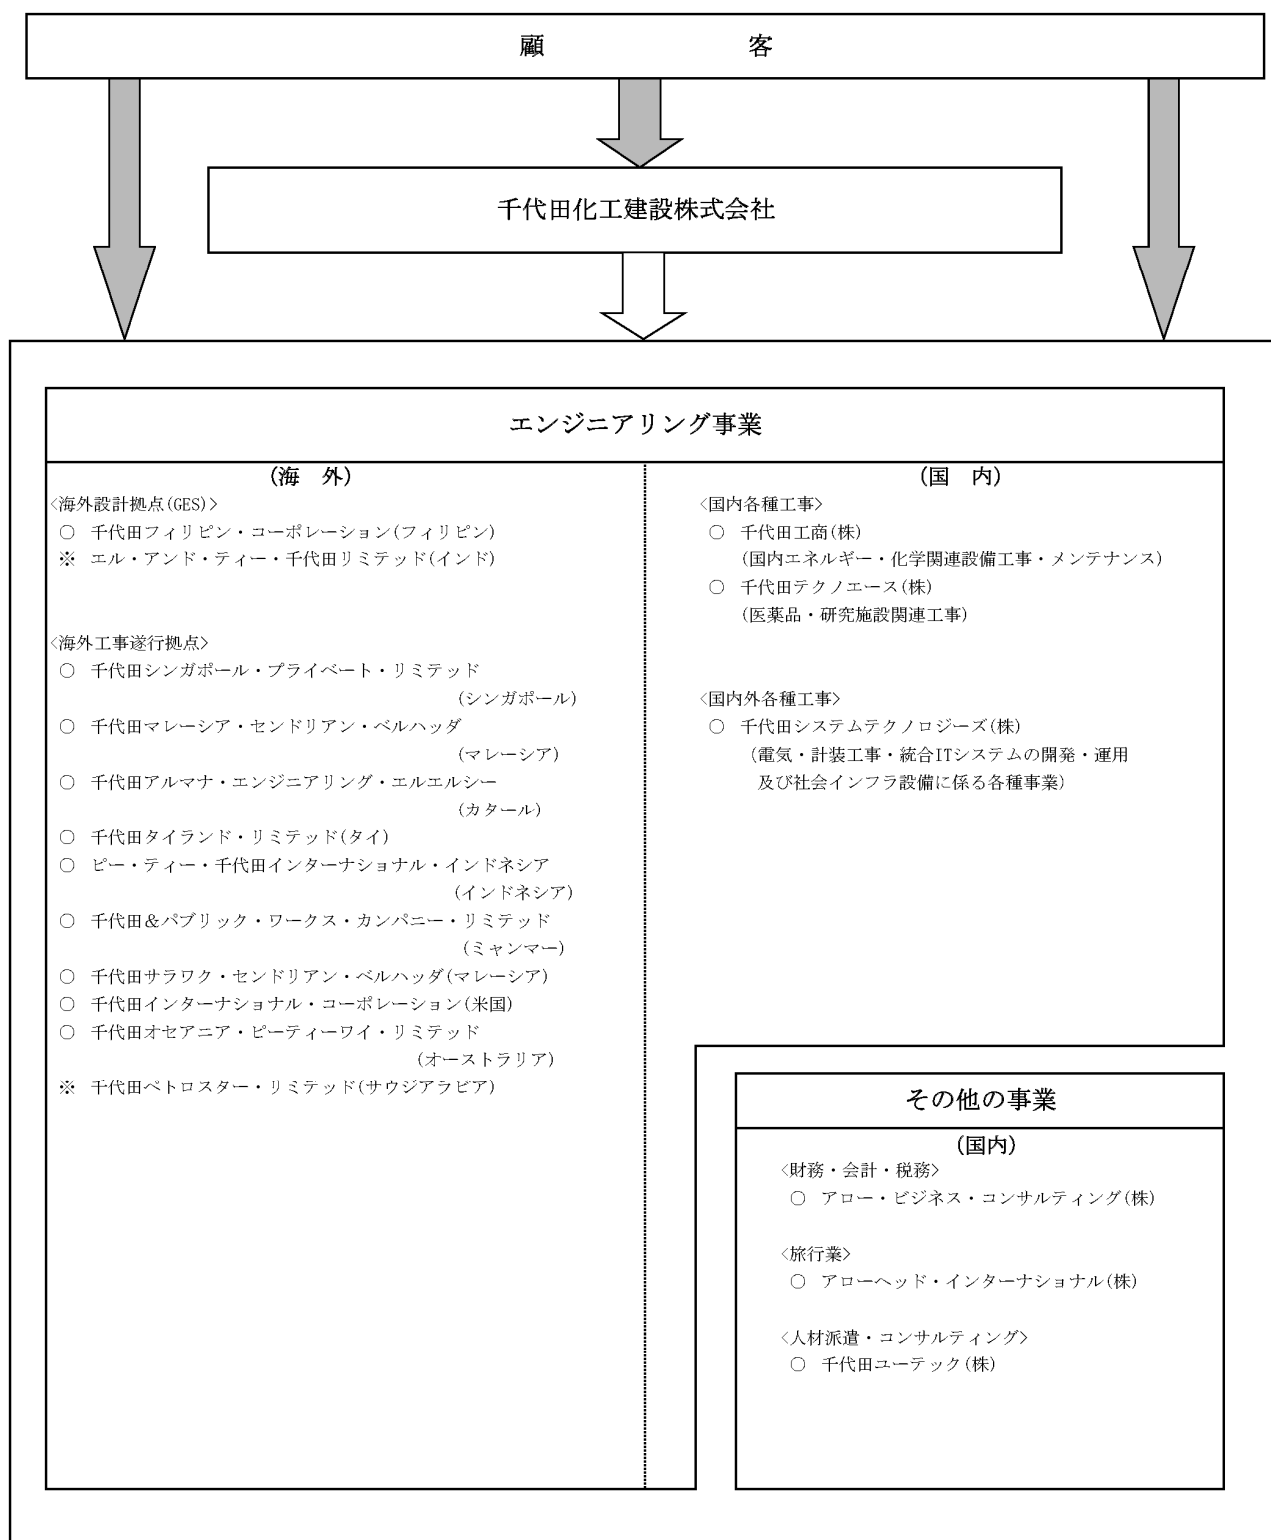 顧 客
千代田化工建設株式会社
エンジニアリング事業
(海 外)
<海外設計拠点(GES)>
○ 千代田フィリピン・コーポレーション(フィリピン)
※ エル・アンド・ティー・千代田リミテッド(インド)
<海外工事遂行拠点>
○ 千代田シンガポール・プライベート・リミテッド
(シンガポール)
○ 千代田マレーシア・センドリアン・ベルハッダ
(マレーシア)
○ 千代田アルマナ・エンジニアリング・エルエルシー
(カタール)
○ 千代田タイランド・リミテッド(タイ)
○ ピー・ティー・千代田インターナショナル・インドネシア
(インドネシア)
○ 千代田&パブリック・ワークス・カンパニー・リミテッド
(ミャンマー)
○ 千代田サラワク・センドリアン・ベルハッダ(マレーシア)
○ 千代田インターナショナル・コーポレーション(米国)
○ 千代田オセアニア・ピーティーワイ・リミテッド
(オーストラリア)
※ 千代田ペトロスター・リミテッド(サウジアラビア)
(国 内)
<国内各種工事>
○ 千代田工商(株)
(国内エネルギー・化学関連設備工事・メンテナンス)
○ 千代田テクノエース(株)
(医薬品・研究施設関連工事)
<国内外各種工事>
○ 千代田システムテクノロジーズ(株)
(電気・計装工事・統合ITシステムの開発・運用
及び社会インフラ設備に係る各種事業)
その他の事業
(国内)
<財務・会計・税務>
○ アロー・ビジネス・コンサルティング(株)
<旅行業>
○ アローヘッド・インターナショナル(株)
<人材派遣・コンサルティング>
○ 千代田ユーテック(株)